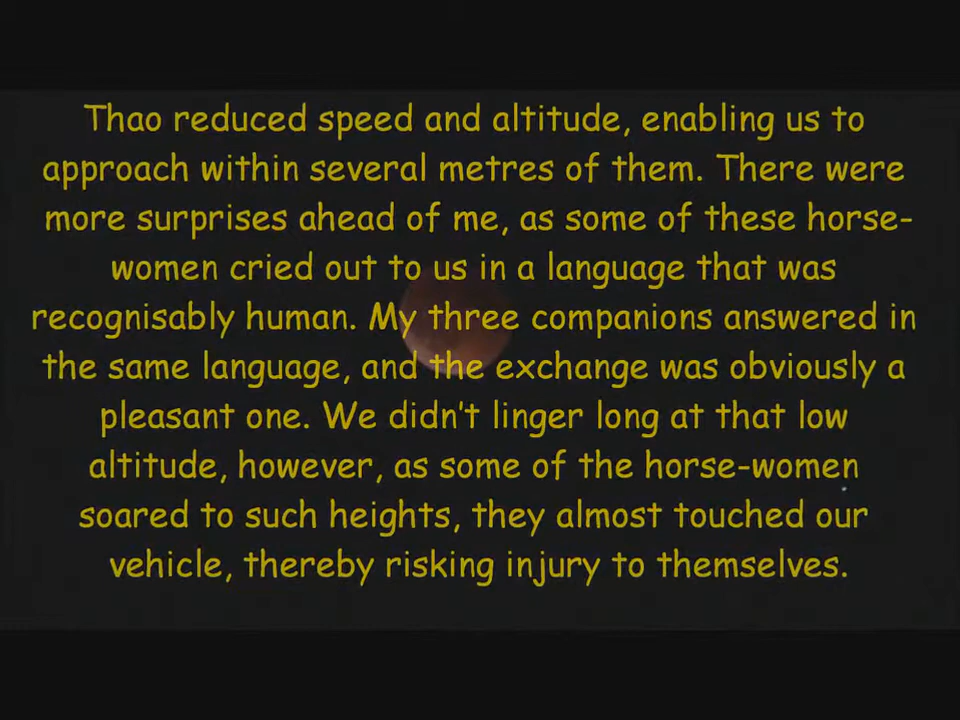 Thao reduced speed and altitude, enabling us to
approach within several metres of them. There were
more surprises ahead of me, as some of these horse-
women cried out to us in a language that was
recognisably human. My three companions answered in
the same language, and the exchange was obviously a
pleasant one. We didn't linger long at that low
altitude, however, as some of the horse-women
soared to such heights, they almost touched our
vehicle, thereby risking injury to themselves.